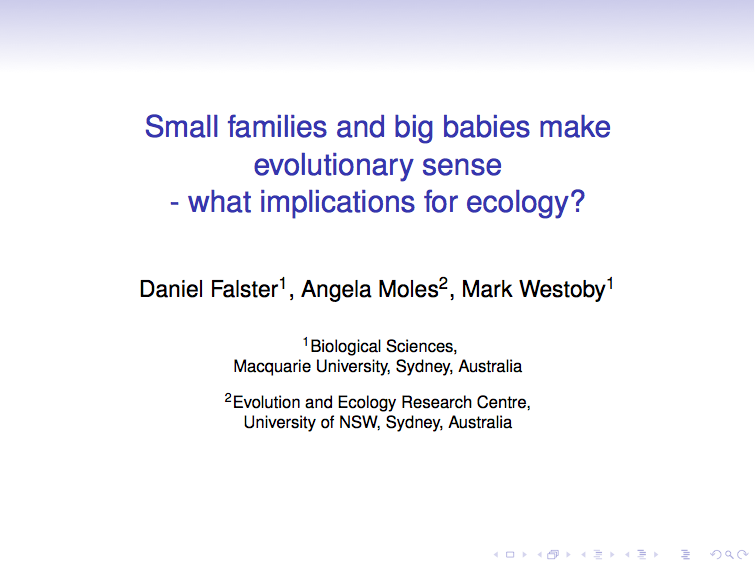 Small families and big babies make
evolutionary sense
- what implications for ecology?
Daniel Falster¹, Angela Moles², Mark Westoby¹
¹Biological Sciences,
Macquarie University, Sydney, Australia
²Evolution and Ecology Research Centre,
University of NSW, Sydney, Australia